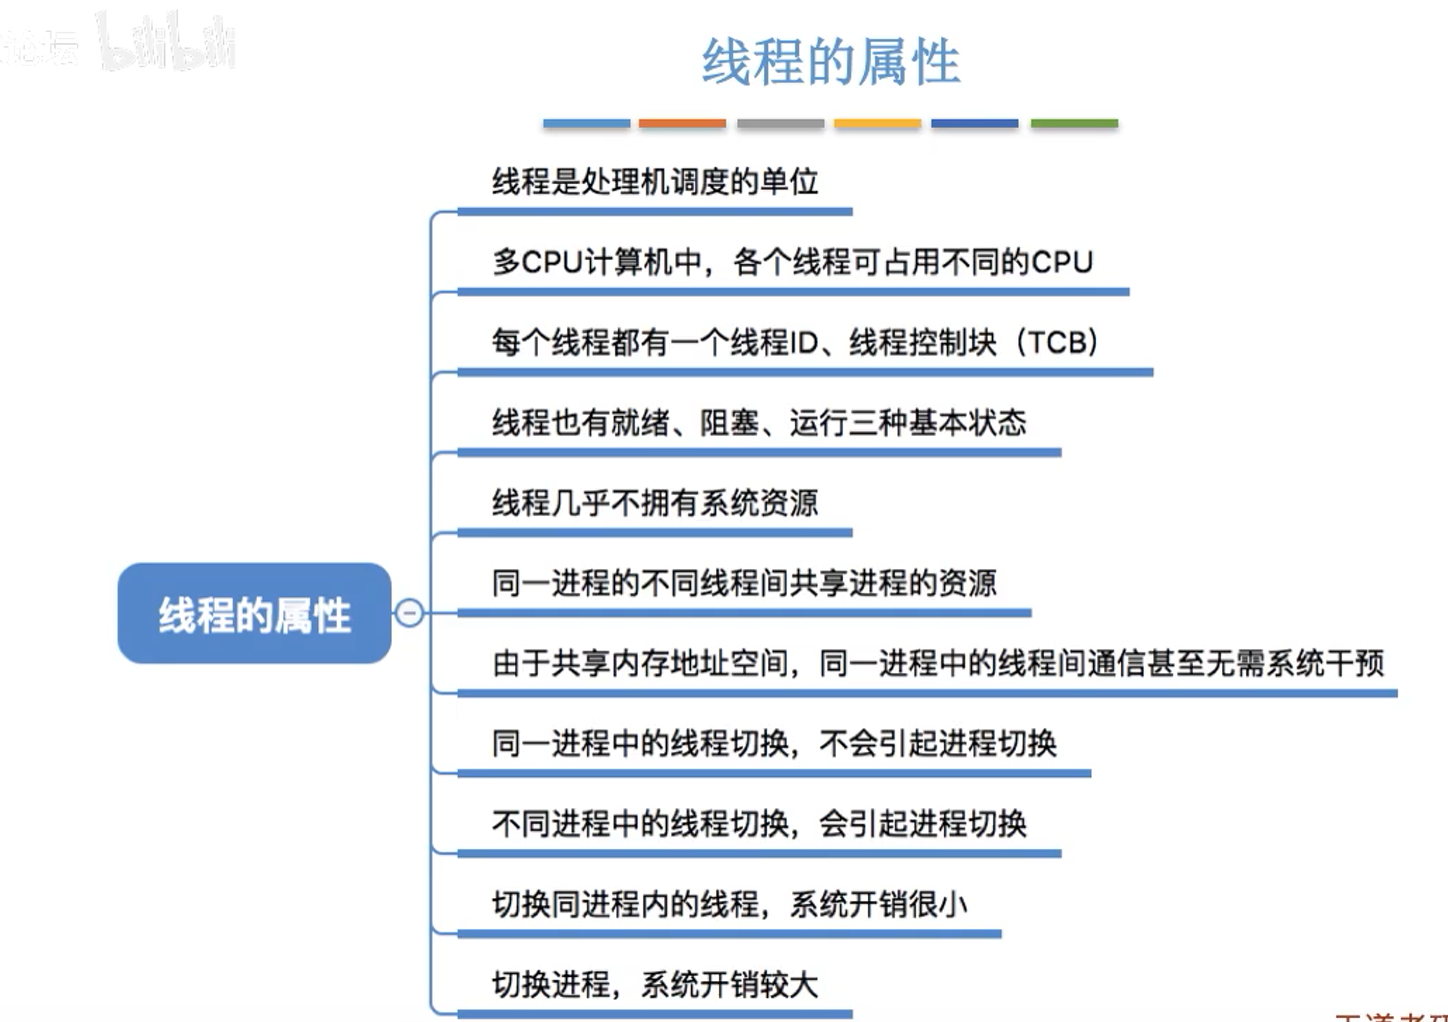 论坛 bilibili
线程的属性
线程是处理机调度的单位
多CPU计算机中，各个线程可占用不同的CPU
每个线程都有一个线程ID、线程控制块（TCB）
线程也有就绪、阻塞、运行三种基本状态
线程几乎不拥有系统资源
同一进程的不同线程间共享进程的资源
线程的属性
由于共享内存地址空间，同一进程中的线程间通信甚至无需系统干预
同一进程中的线程切换，不会引起进程切换
不同进程中的线程切换，会引起进程切换
切换同进程内的线程，系统开销很小
切换进程，系统开销较大